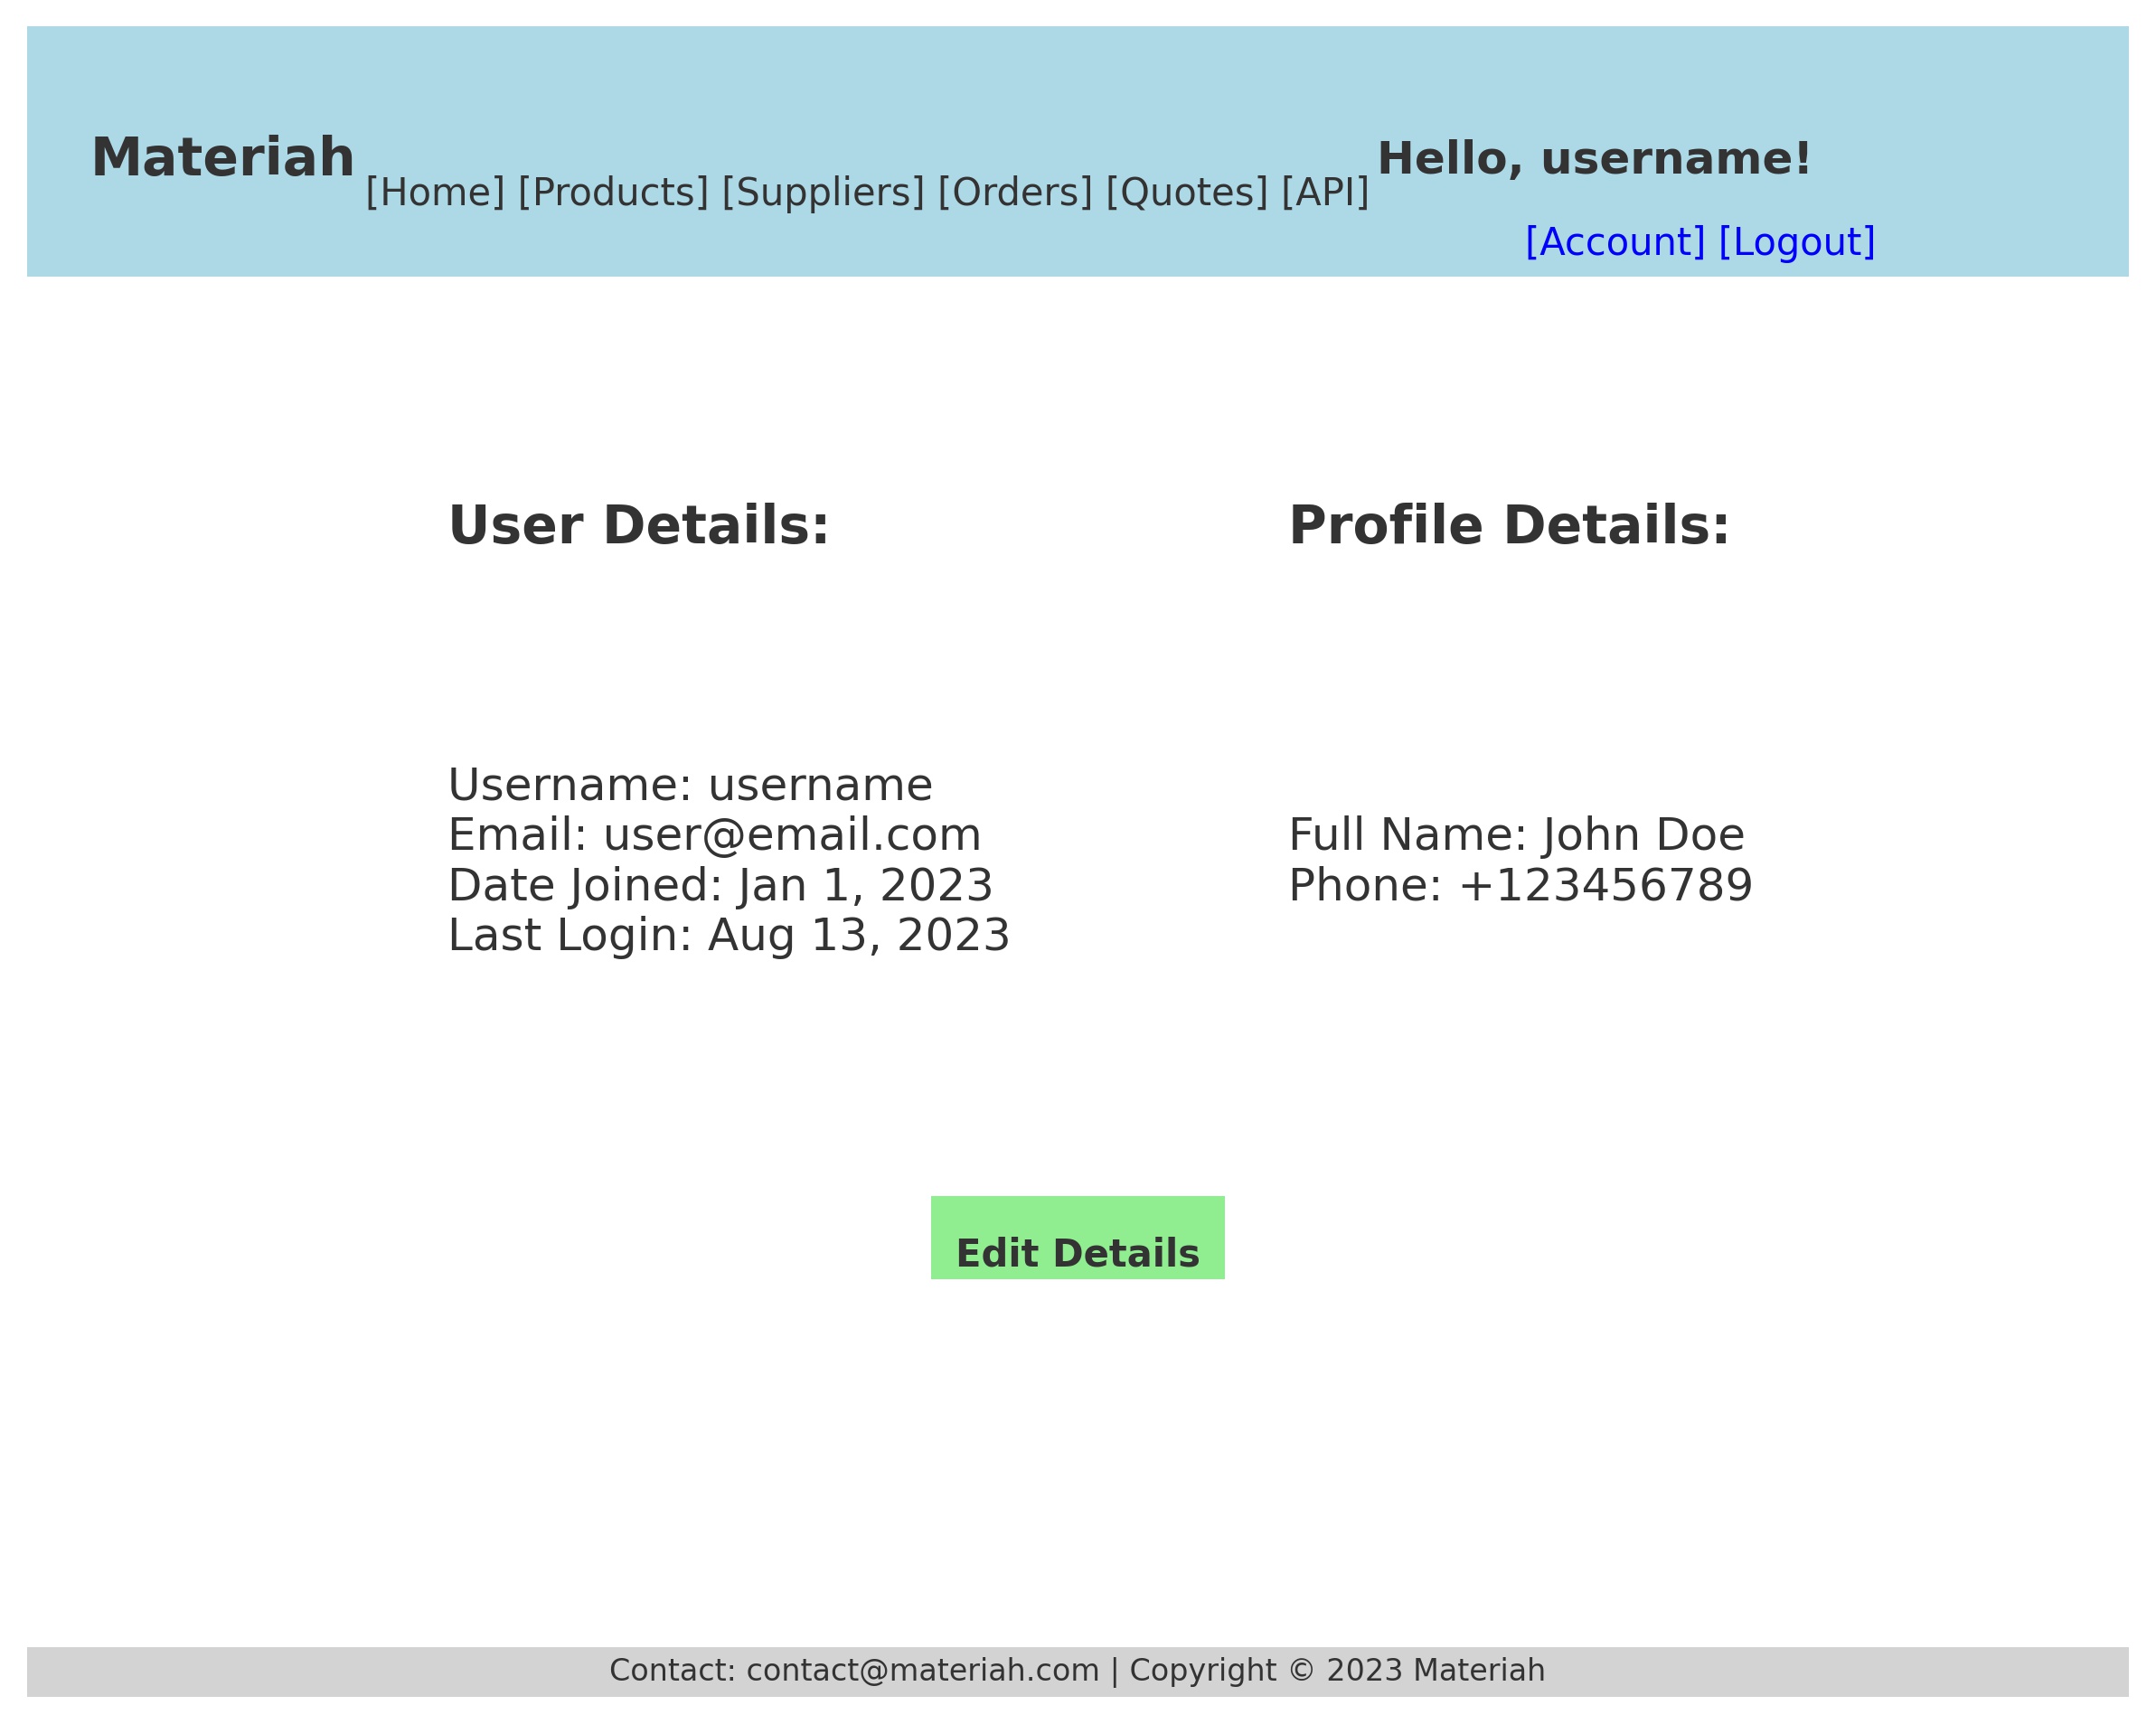 Materiah
[Home] [Products] [Suppliers] [Orders] [Quotes] [API]
Hello, username!
[Account] [Logout]
User Details:
Username: username
Email: user@email.com
Date Joined: Jan 1, 2023
Last Login: Aug 13, 2023
Profile Details:
Full Name: John Doe
Phone: +123456789
Edit Details
Contact: contact@materiah.com | Copyright © 2023 Materiah